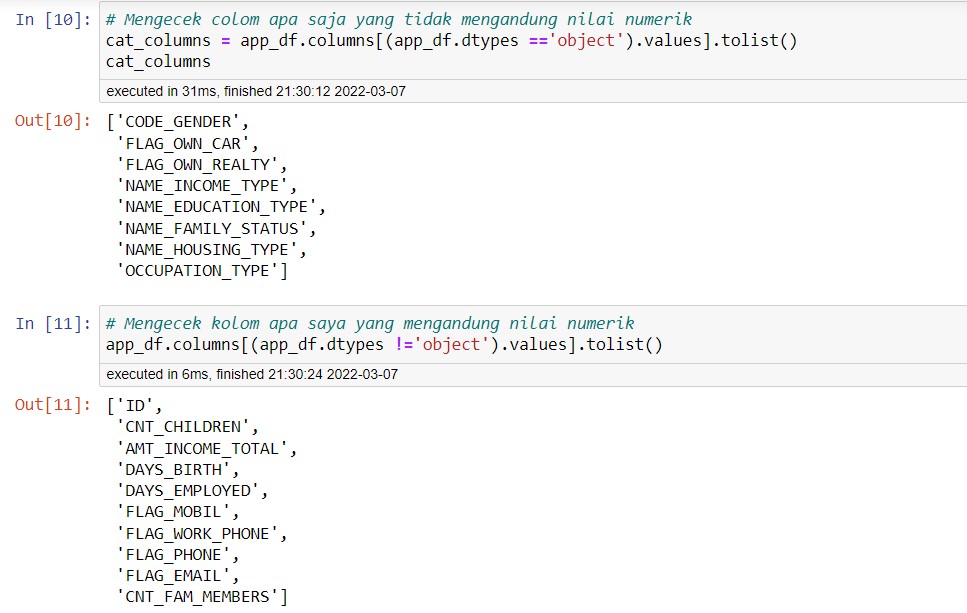 In [10]: # Mengecek colom apa saja yang tidak mengandung nilai numerik
cat_columns = app_df.columns[(app_df.dtypes =='object').values].tolist()
cat_columns
executed in 31ms, finished 21:30:12 2022-03-07
Out[10]: ['CODE_GENDER',
'FLAG_OWN_CAR',
'FLAG_OWN_REALTY',
'NAME_INCOME_TYPE',
'NAME_EDUCATION_TYPE',
'NAME_FAMILY_STATUS',
'NAME_HOUSING_TYPE',
'OCCUPATION_TYPE']
In [11]: # Mengecek kolom apa saya yang mengandung nilai numerik
app_df.columns[(app_df.dtypes !='object').values].tolist()
executed in 6ms, finished 21:30:24 2022-03-07
Out[11]: ['ID',
'CNT_CHILDREN',
'AMT_INCOME_TOTAL',
'DAYS_BIRTH',
'DAYS_EMPLOYED',
'FLAG_MOBIL',
'FLAG_WORK_PHONE',
'FLAG_PHONE',
'FLAG_EMAIL',
'CNT_FAM_MEMBERS']